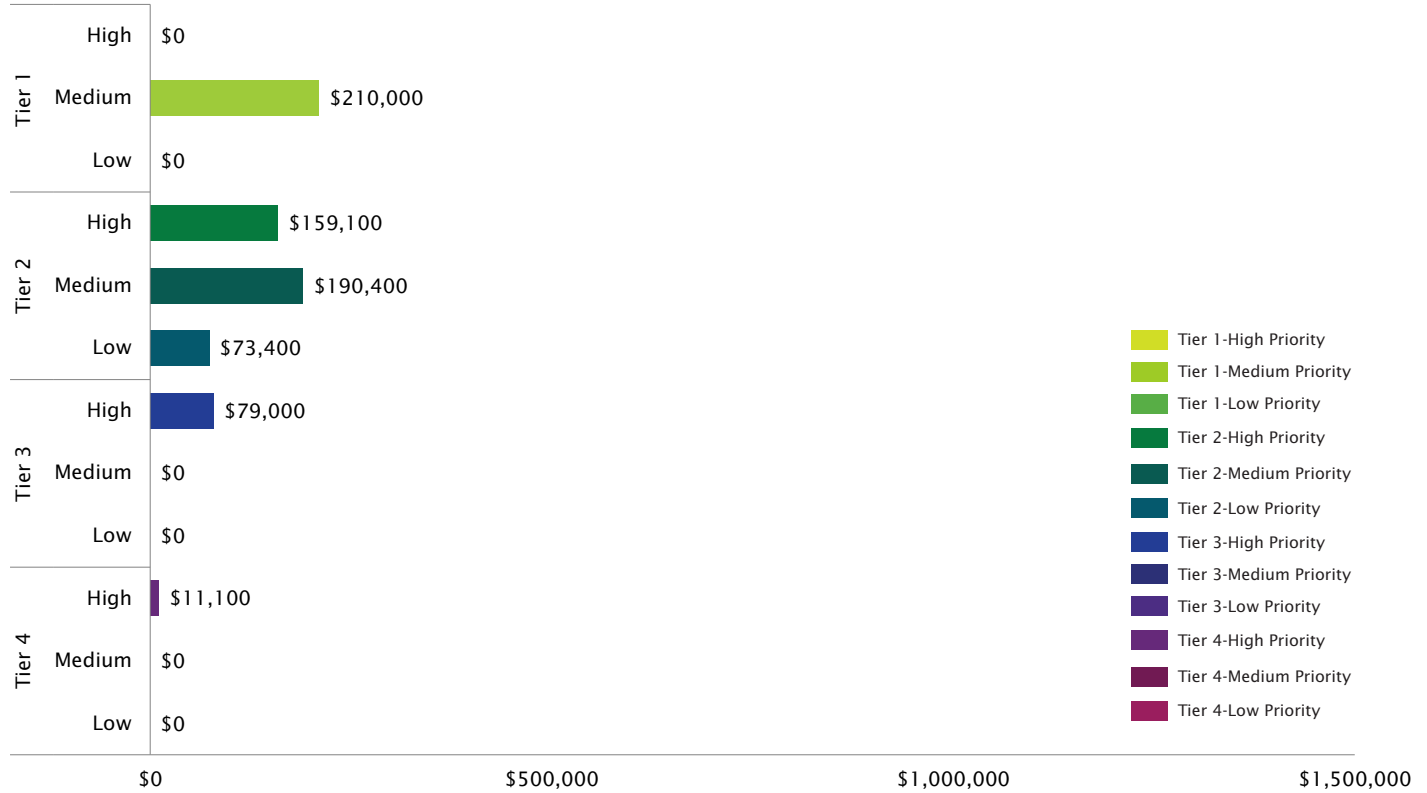 Tier 1
High $0
Medium $210,000
Low $0
Tier 2
High $159,100
Medium $190,400
Low $73,400
Tier 3
High $79,000
Medium $0
Low $0
Tier 4
High $11,100
Medium $0
Low $0
$0 $500,000 $1,000,000 $1,500,000
Tier 1-High Priority
Tier 1-Medium Priority
Tier 1-Low Priority
Tier 2-High Priority
Tier 2-Medium Priority
Tier 2-Low Priority
Tier 3-High Priority
Tier 3-Medium Priority
Tier 3-Low Priority
Tier 4-High Priority
Tier 4-Medium Priority
Tier 4-Low Priority